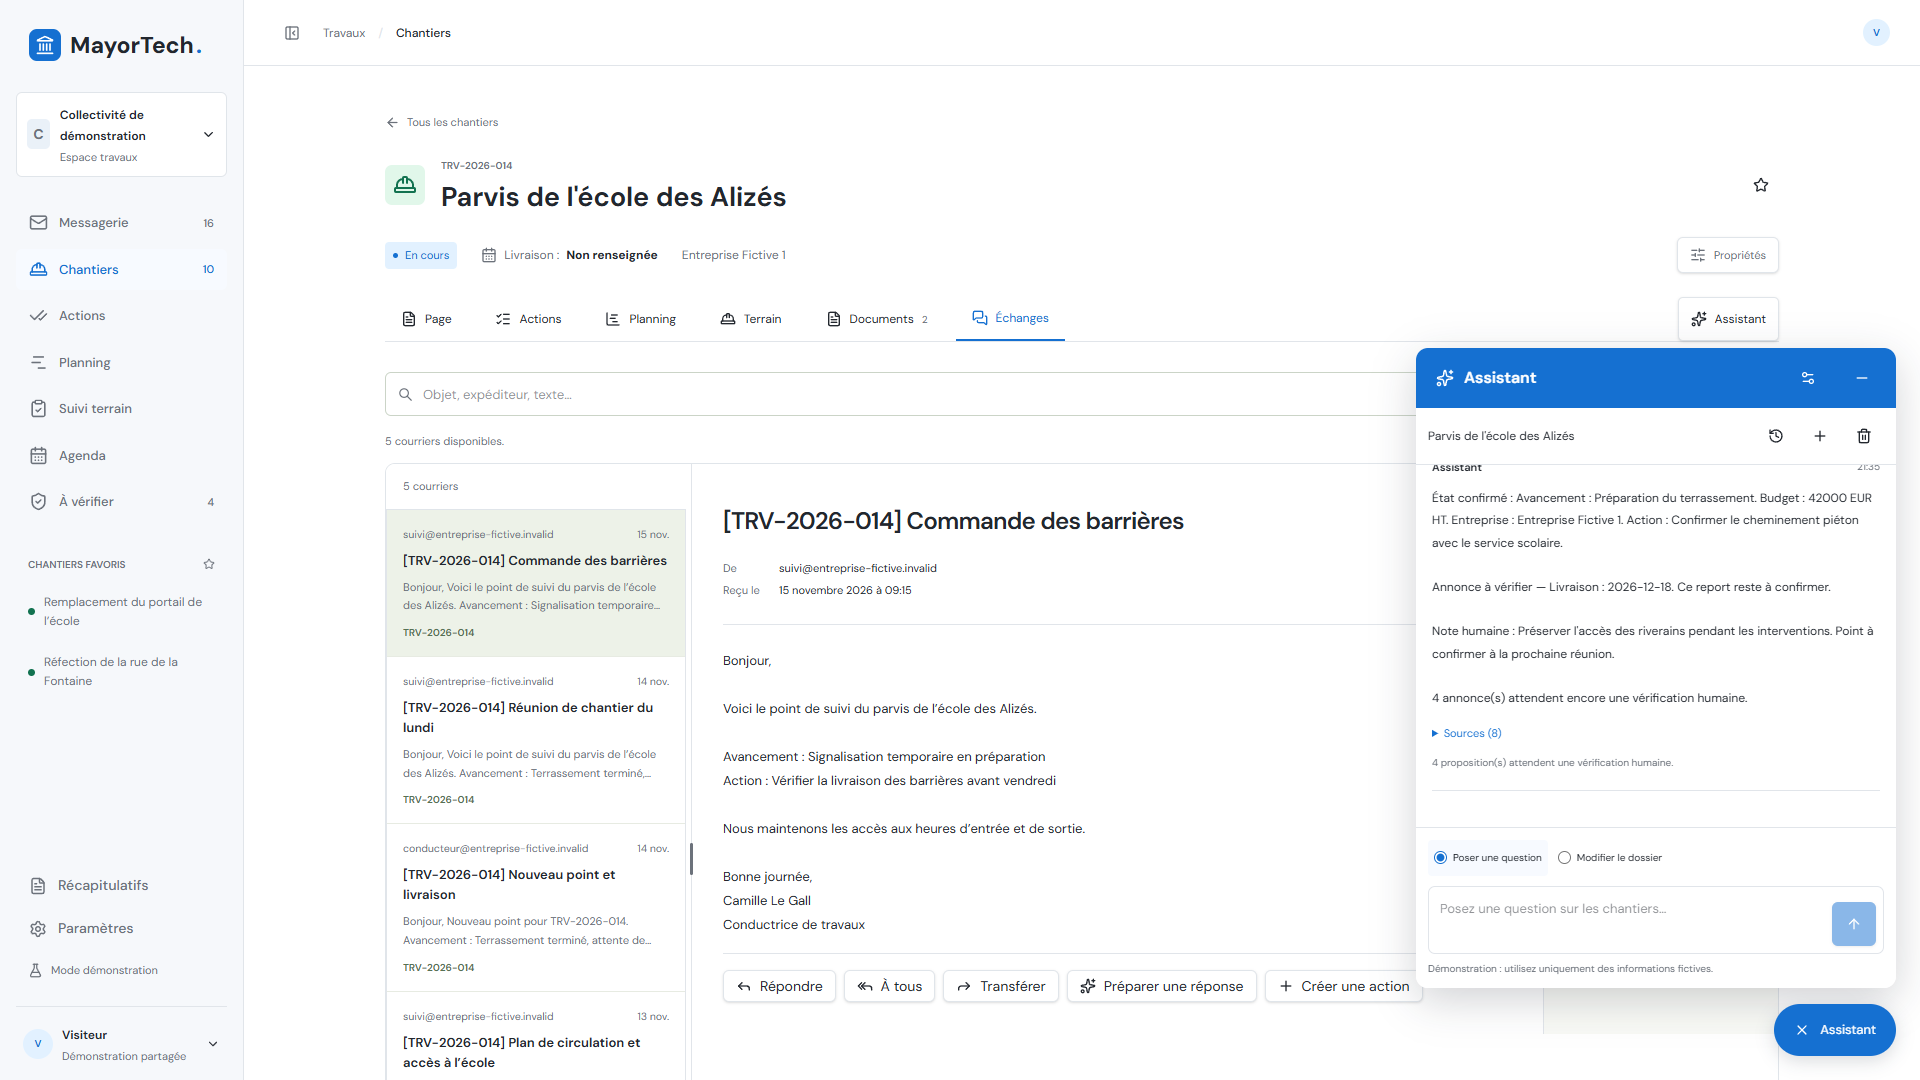 MayorTech.
Travaux / Chantiers
V
C
Collectivité de
démonstration
Espace travaux
Messagerie 16
Chantiers 10
Actions
Planning
Suivi terrain
Agenda
À vérifier 4
CHANTIERS FAVORIS
Remplacement du portail de
l'école
Réfection de la rue de la
Fontaine
Récapitulatifs
Paramètres
Mode démonstration
V
Visiteur
Démonstration partagée
Tous les chantiers
TRV-2026-014
Parvis de l'école des Alizés
En cours
Livraison : Non renseignée
Entreprise Fictive 1
Propriétés
Page
Actions
Planning
Terrain
Documents 2
Échanges
Assistant
Objet, expéditeur, texte...
5 courriers disponibles.
5 courriers
suivi@entreprise-fictive.invalid 15 nov.
[TRV-2026-014] Commande des barrières
Bonjour, Voici le point de suivi du parvis de l'école
des Alizés. Avancement : Signalisation temporaire...
TRV-2026-014
suivi@entreprise-fictive.invalid 14 nov.
[TRV-2026-014] Réunion de chantier du
lundi
Bonjour, Voici le point de suivi du parvis de l'école
des Alizés. Avancement : Terrassement terminé,...
TRV-2026-014
conducteur@entreprise-fictive.invalid 14 nov.
[TRV-2026-014] Nouveau point et
livraison
Bonjour, Nouveau point pour TRV-2026-014.
Avancement : Terrassement terminé, attente de...
TRV-2026-014
suivi@entreprise-fictive.invalid 13 nov.
[TRV-2026-014] Plan de circulation et
accès à l'école
[TRV-2026-014] Commande des barrières
De suivi@entreprise-fictive.invalid
Reçu le 15 novembre 2026 à 09:15
Bonjour,
Voici le point de suivi du parvis de l'école des Alizés.
Avancement : Signalisation temporaire en préparation
Action : Vérifier la livraison des barrières avant vendredi
Nous maintenons les accès aux heures d'entrée et de sortie.
Bonne journée,
Camille Le Gall
Conductrice de travaux
Répondre
À tous
Transférer
Préparer une réponse
Créer une action
Assistant
Parvis de l'école des Alizés
Assistant 21:35
État confirmé : Avancement : Préparation du terrassement. Budget : 42000 EUR
HT. Entreprise : Entreprise Fictive 1. Action : Confirmer le cheminement piéton
avec le service scolaire.
Annonce à vérifier — Livraison : 2026-12-18. Ce report reste à confirmer.
Note humaine : Préserver l'accès des riverains pendant les interventions. Point à
confirmer à la prochaine réunion.
4 annonce(s) attendent encore une vérification humaine.
Sources (8)
4 proposition(s) attendent une vérification humaine.
Poser une question
Modifier le dossier
Posez une question sur les chantiers...
Démonstration : utilisez uniquement des informations fictives.
Assistant